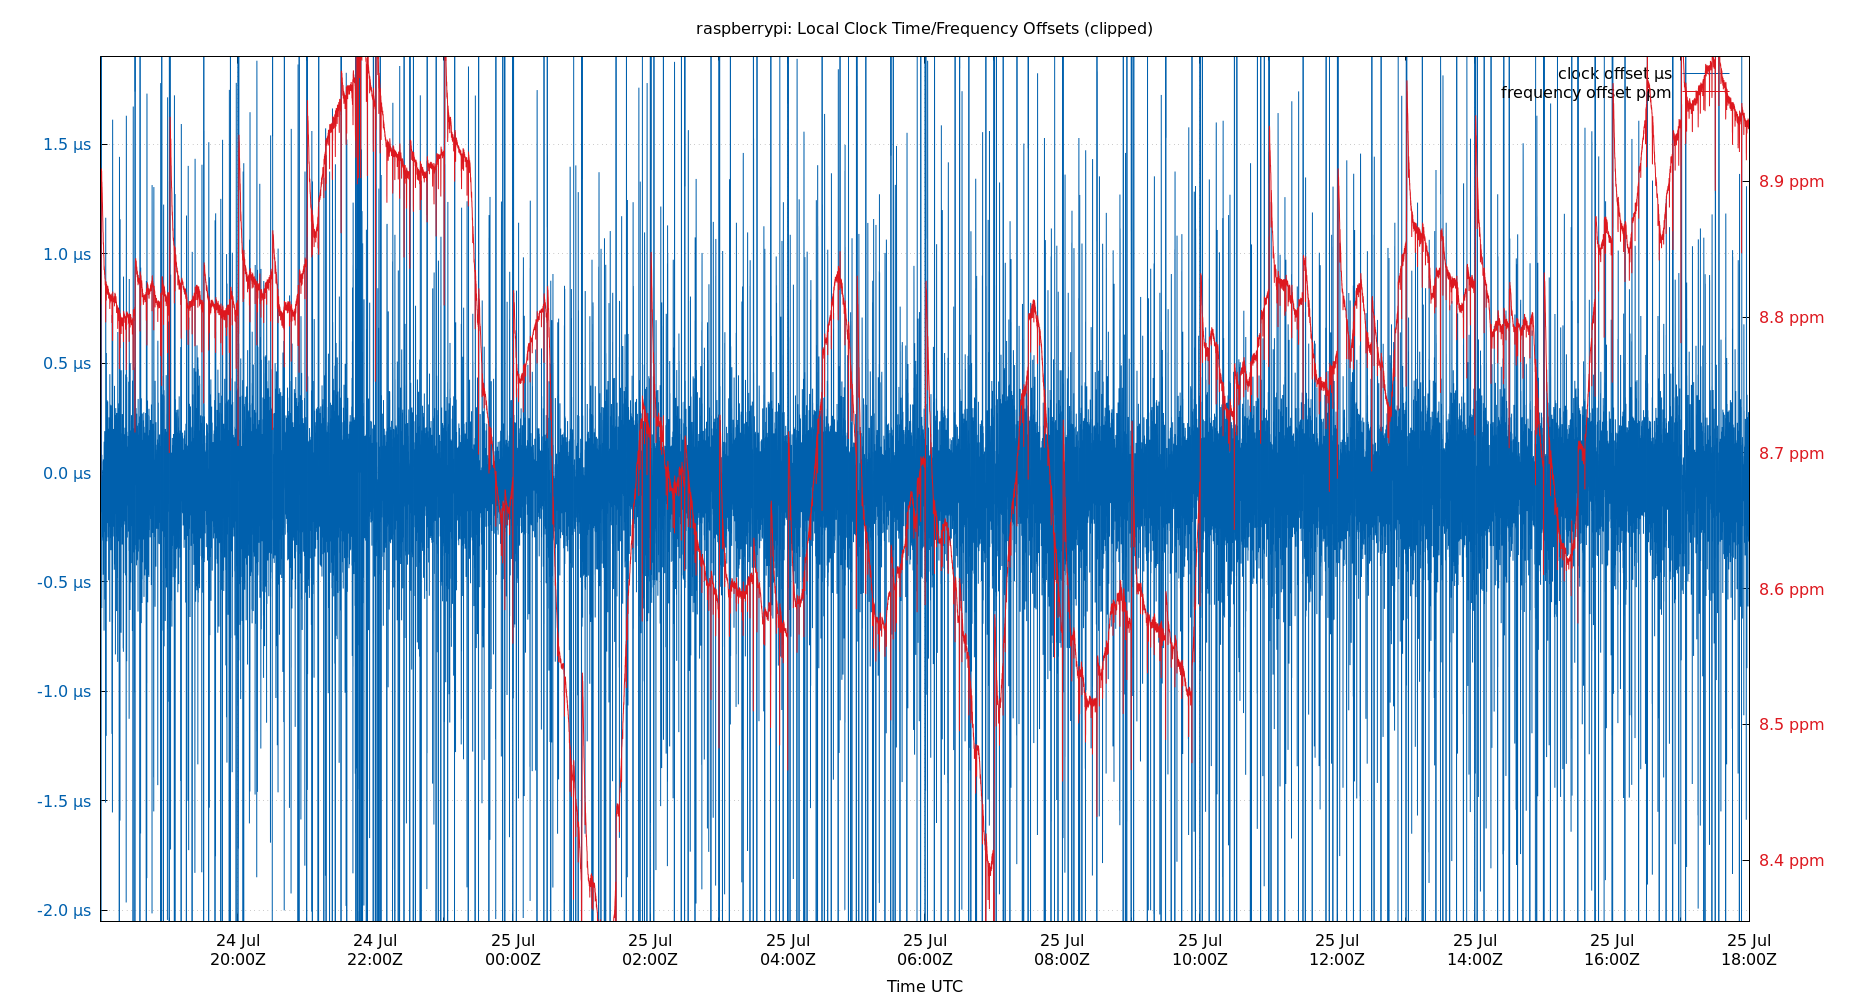 raspberrypi: Local Clock Time/Frequency Offsets (clipped)
clock offset µs
frequency offset ppm
1.5 µs
1.0 µs
0.5 µs
0.0 µs
-0.5 µs
-1.0 µs
-1.5 µs
-2.0 µs
8.9 ppm
8.8 ppm
8.7 ppm
8.6 ppm
8.5 ppm
8.4 ppm
24 Jul 24 Jul 25 Jul 25 Jul 25 Jul 25 Jul 25 Jul 25 Jul 25 Jul 25 Jul 25 Jul 25 Jul
20:00Z 22:00Z 00:00Z 02:00Z 04:00Z 06:00Z 08:00Z 10:00Z 12:00Z 14:00Z 16:00Z 18:00Z
Time UTC